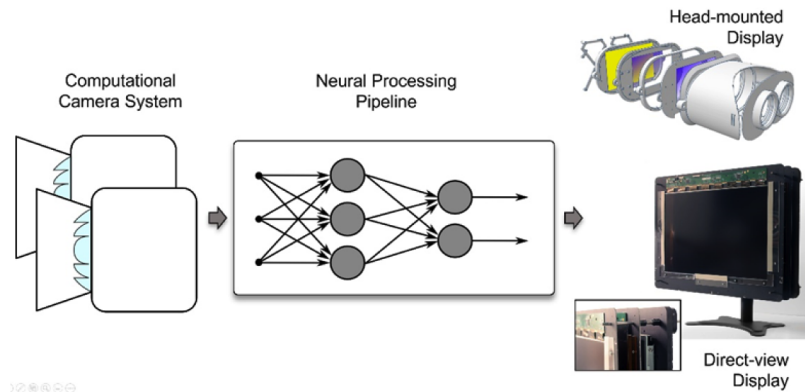 Head-mounted
Display
Computational
Camera System
Neural Processing
Pipeline
Direct-view
Display